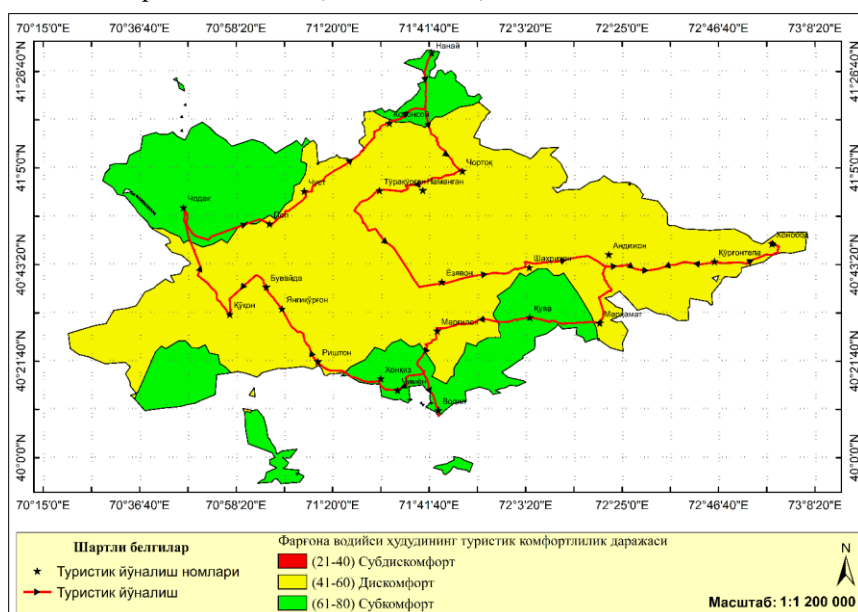 70°15'0"E 70°36'40"E 70°58'20"E 71°20'0"E 71°41'40"E 72°3'20"E 72°25'0"E 72°46'40"E 73°8'20"E
41°26'40"N 41°26'40"N
41°5'0"N 41°5'0"N
40°43'20"N 40°43'20"N
40°21'40"N 40°21'40"N
40°0'0"N 40°0'0"N
Нанай
Косонсой
Чортоқ
Чуст
Тўрақўрғон
Наманган
Чодак
Поп
Хонобод
Андижон
Қўрғонтепа
Шаҳрихон
Ёзявон
Бувайда
Янгиқўрғон
Қўқон
Қува
Марҳамат
Марғилон
Риштон
Хонқиз
Чимён
Водил
70°15'0"E 70°36'40"E 70°58'20"E 71°20'0"E 71°41'40"E 72°3'20"E 72°25'0"E 72°46'40"E 73°8'20"E
Шартли белгилар
Туристик йўналиш номлари
Туристик йўналиш
Фарғона водийси ҳудудининг туристик комфортлилик даражаси
(21-40) Субдискомфорт
(41-60) Дискомфорт
(61-80) Субкомфорт
N
Масштаб: 1:1 200 000